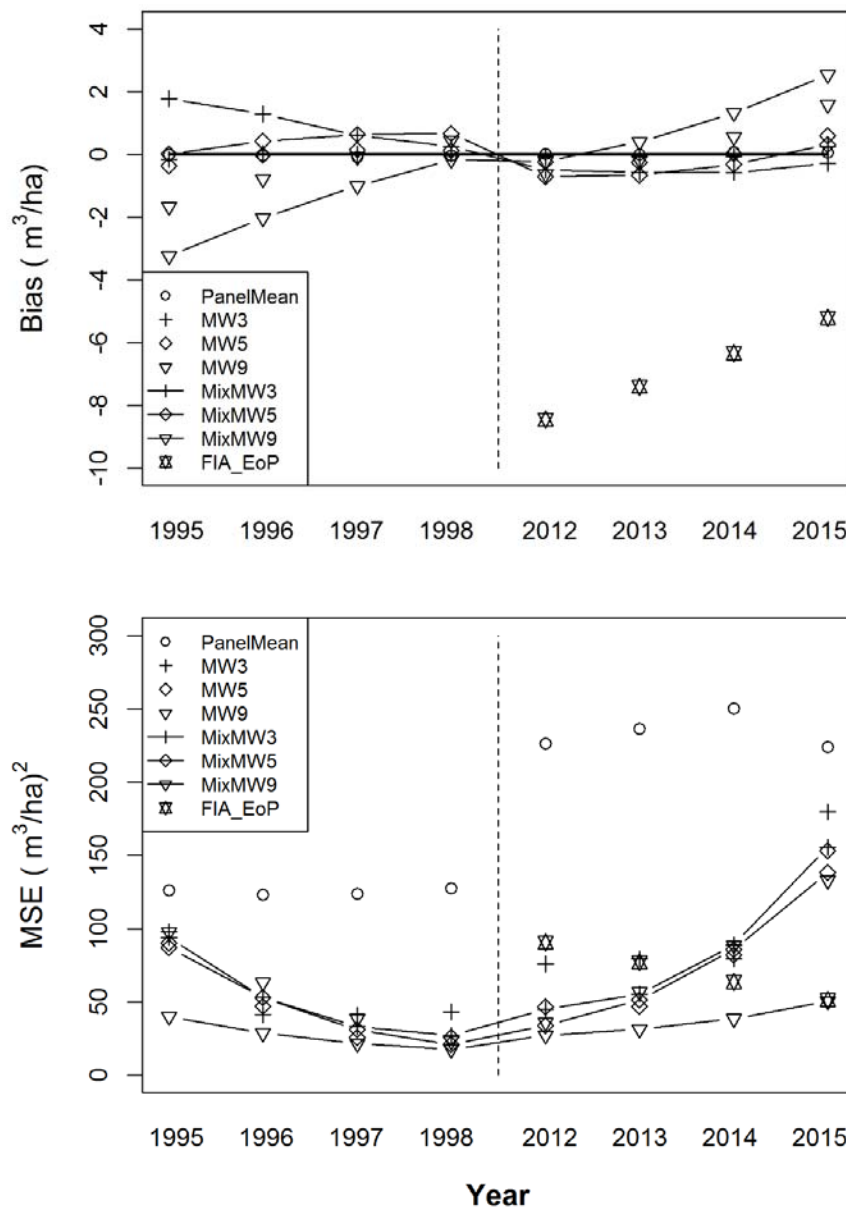 4
2
0
-2
-4
-6
-8
-10
Bias ( m³/ha)
PanelMean
MW3
MW5
MW9
MixMW3
MixMW5
MixMW9
FIA_EoP
1995 1996 1997 1998 2012 2013 2014 2015
300
250
200
150
100
50
0
MSE ( m³/ha)²
PanelMean
MW3
MW5
MW9
MixMW3
MixMW5
MixMW9
FIA_EoP
1995 1996 1997 1998 2012 2013 2014 2015
Year